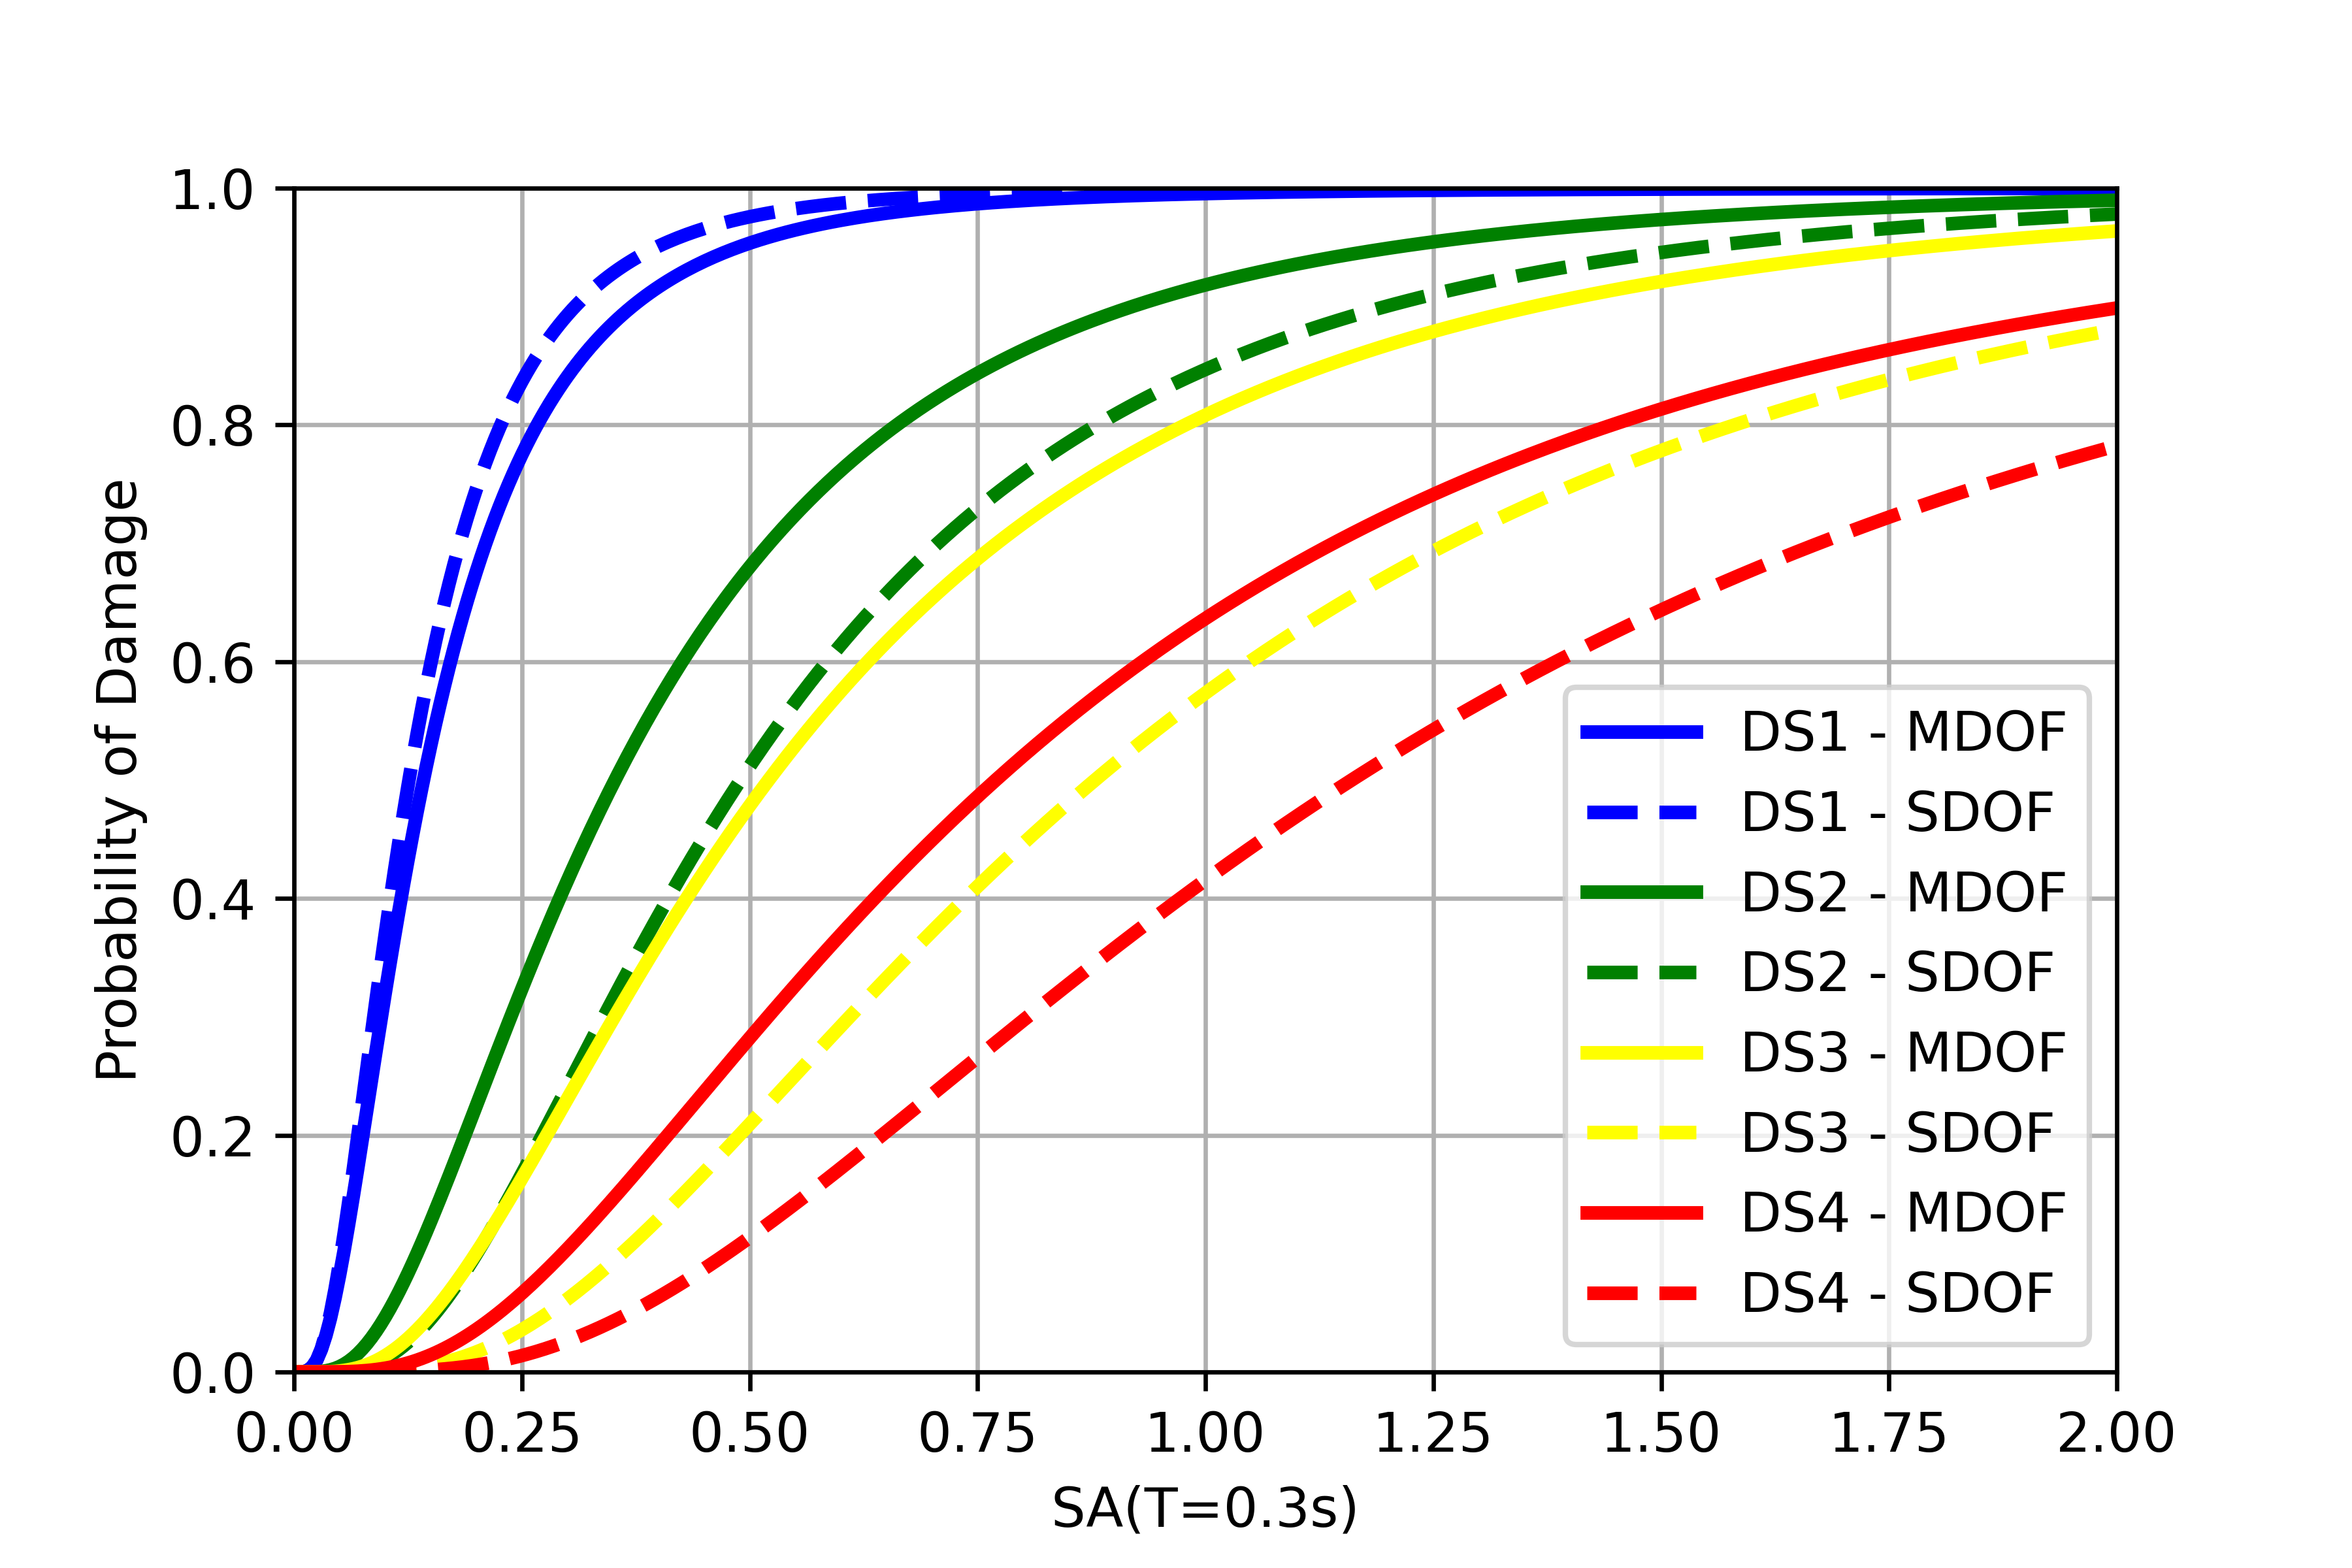 Probability of Damage
1.0
0.8
0.6
0.4
0.2
0.0
0.00 0.25 0.50 0.75 1.00 1.25 1.50 1.75 2.00
SA(T=0.3s)
DS1 - MDOF
DS1 - SDOF
DS2 - MDOF
DS2 - SDOF
DS3 - MDOF
DS3 - SDOF
DS4 - MDOF
DS4 - SDOF